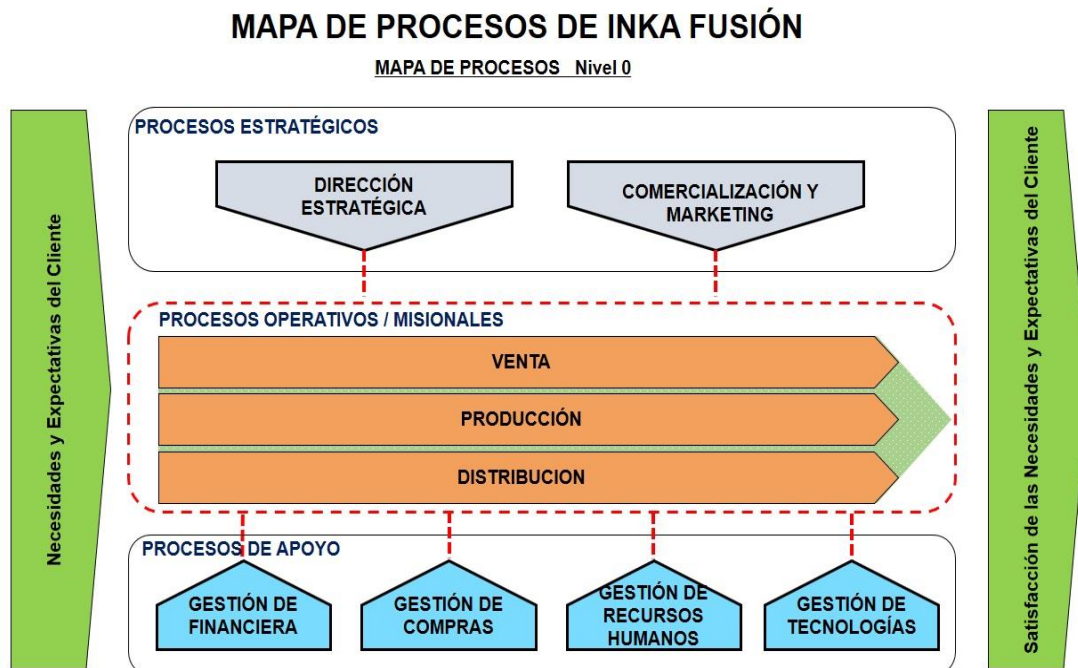 MAPA DE PROCESOS DE INKA FUSIÓN
MAPA DE PROCESOS   Nivel 0
Necesidades y Expectativas del Cliente
PROCESOS ESTRATÉGICOS
DIRECCIÓN
ESTRATÉGICA
COMERCIALIZACIÓN Y
MARKETING
PROCESOS OPERATIVOS / MISIONALES
VENTA
PRODUCCIÓN
DISTRIBUCION
PROCESOS DE APOYO
GESTIÓN DE
FINANCIERA
GESTIÓN DE
COMPRAS
GESTIÓN DE
RECURSOS
HUMANOS
GESTIÓN DE
TECNOLOGÍAS
Satisfacción de las Necesidades y Expectativas del Cliente